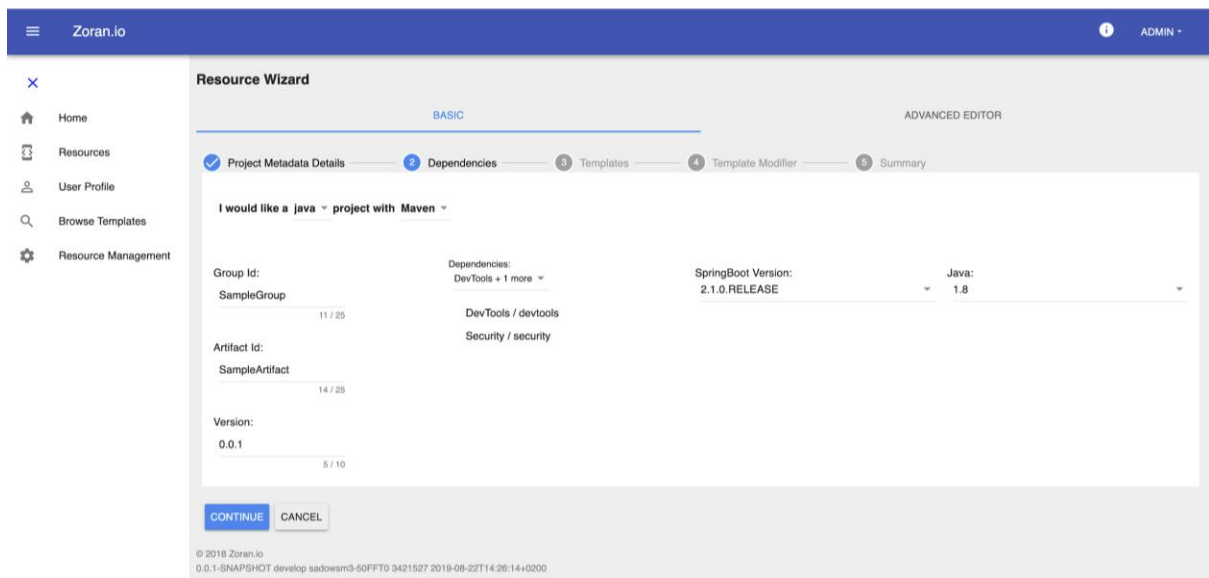 Zoran.io
ADMIN
Home
Resources
User Profile
Browse Templates
Resource Management
Resource Wizard
BASIC ADVANCED EDITOR
Project Metadata Details 2 Dependencies 3 Templates 4 Template Modifier 5 Summary
I would like a java project with Maven
Group Id:
SampleGroup
11 / 25
Artifact Id:
SampleArtifact
14 / 25
Version:
0.0.1
5 / 10
Dependencies:
DevTools + 1 more
DevTools / devtools
Security / security
SpringBoot Version:
2.1.0.RELEASE
Java:
1.8
CONTINUE CANCEL
© 2018 Zoran.io
0.0.1-SNAPSHOT develop sadowsm3-50FFT0 3421527 2019-08-22T14:26:14+0200